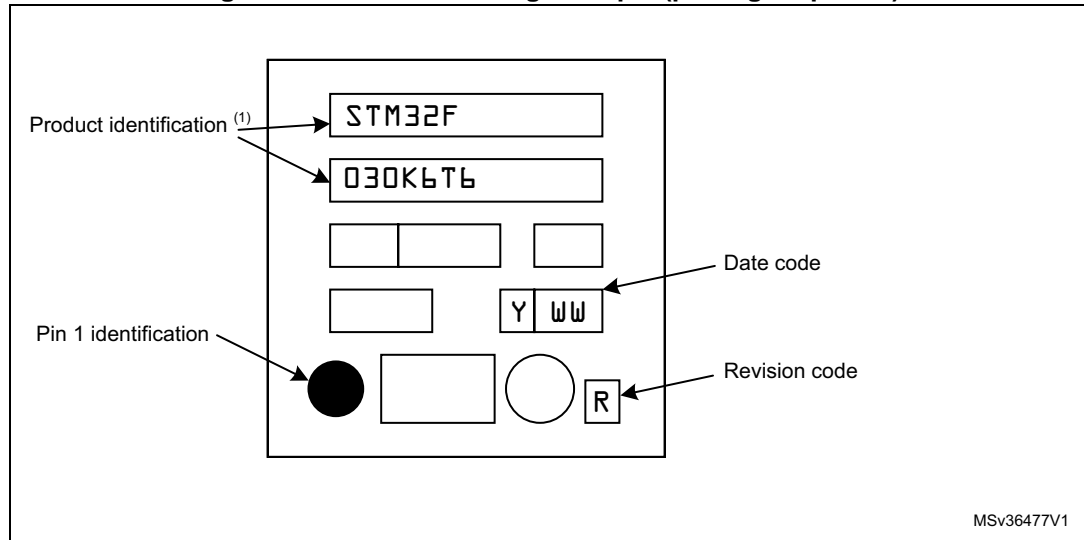 STM32F
Product identification (1)
030K6T6
Date code
Y WW
Pin 1 identification
Revision code
R
MSv36477V1